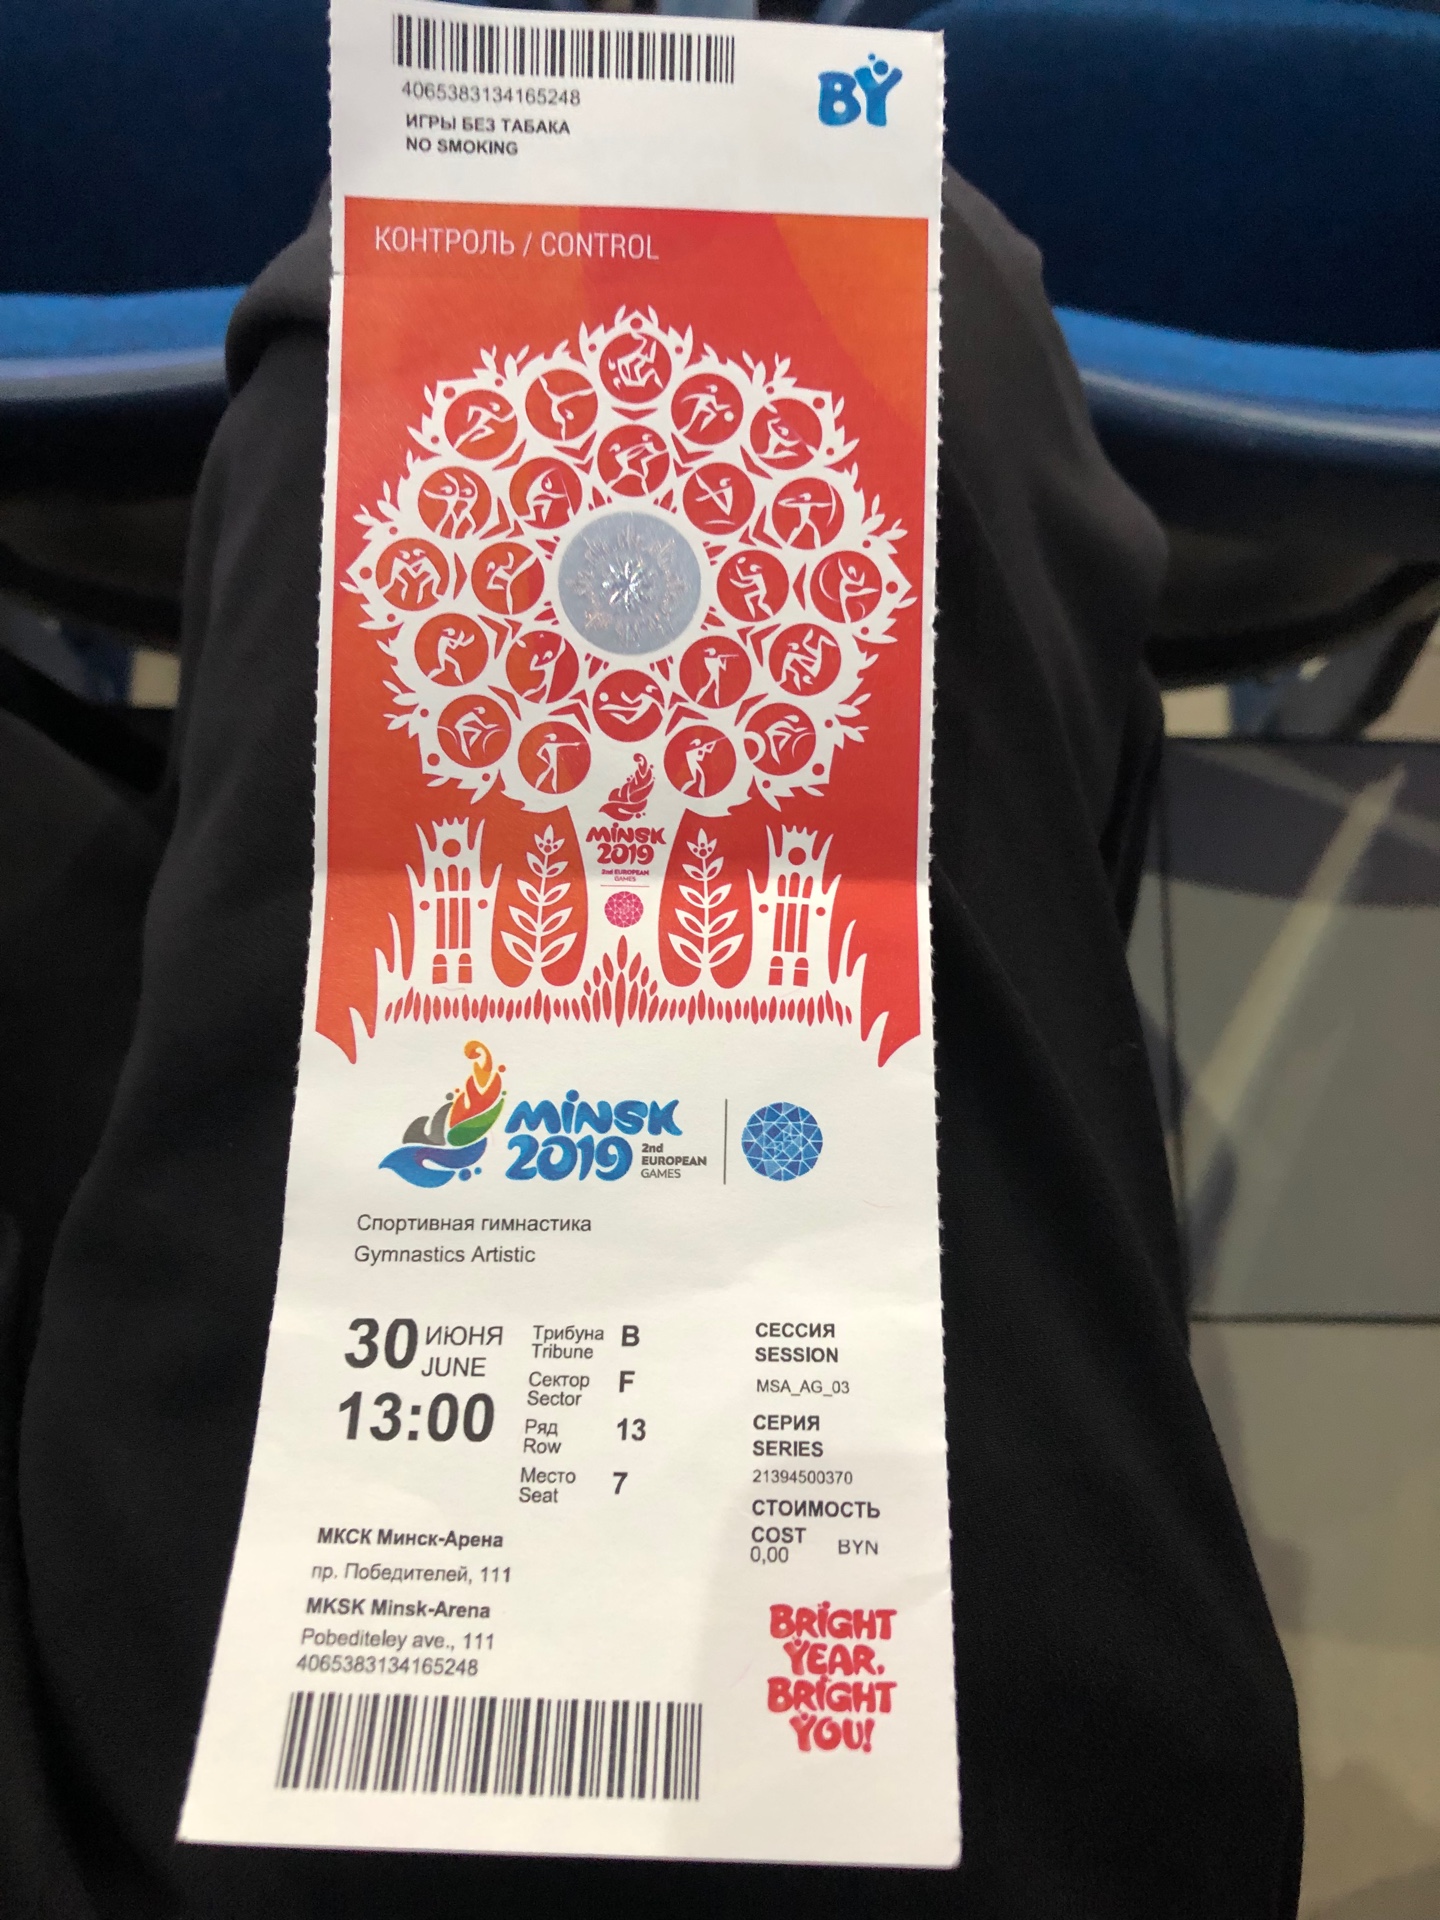 4065383134165248
ИГРЫ БЕЗ ТАБАКА
NO SMOKING
BY
КОНТРОЛЬ / CONTROL
MINSK
2019
2nd EUROPEAN
GAMES
MINSK
2019
2nd
EUROPEAN
GAMES
Спортивная гимнастика
Gymnastics Artistic
30 ИЮНЯ
JUNE
13:00
Трибуна B
Tribune
Сектор F
Sector
Ряд 13
Row
Место 7
Seat
СЕССИЯ
SESSION
MSA_AG_03
СЕРИЯ
SERIES
21394500370
СТОИМОСТЬ
COST
0,00 BYN
МКСК Минск-Арена
пр. Победителей, 111
MKSK Minsk-Arena
Pobediteley ave., 111
4065383134165248
BRIGHT
YEAR,
BRIGHT
YOU!